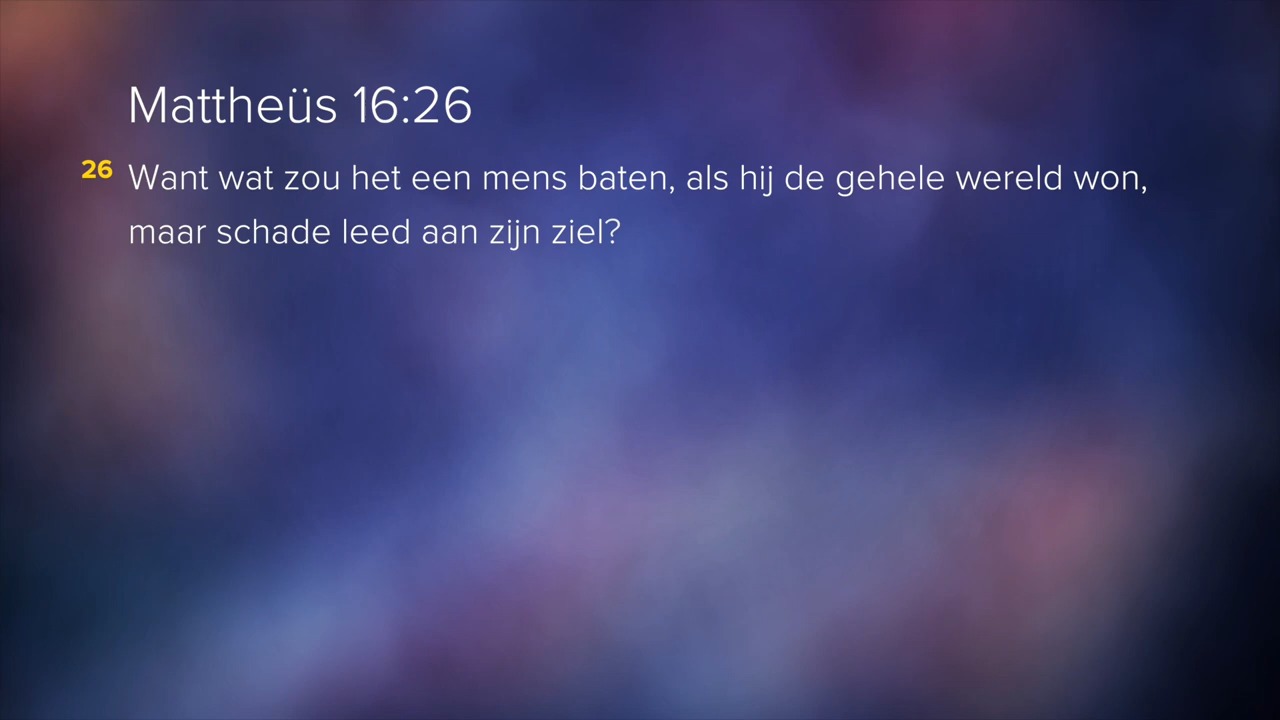 Mattheüs 16:26
26 Want wat zou het een mens baten, als hij de gehele wereld won,
maar schade leed aan zijn ziel?